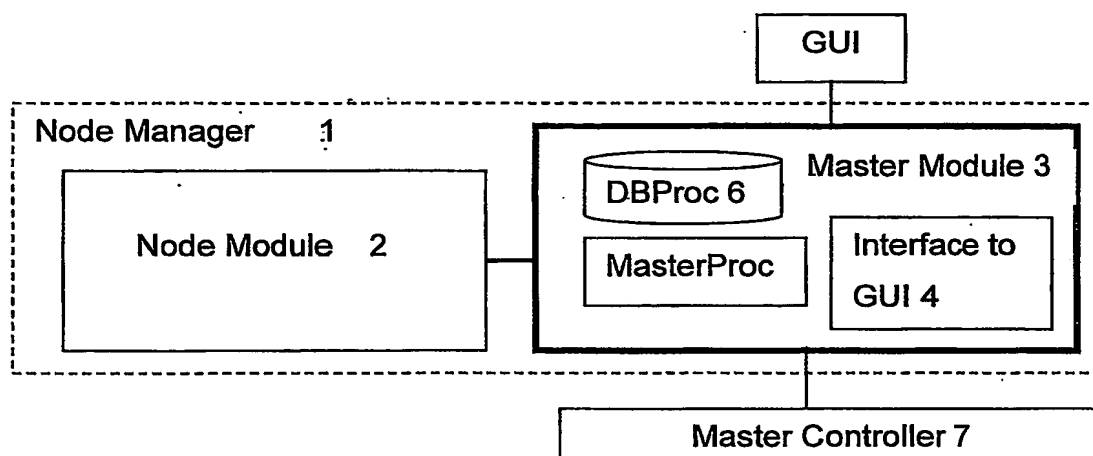 GUI
Node Manager 1
Master Module 3
DBProc 6
Node Module 2
MasterProc
Interface to
GUI 4
Master Controller 7